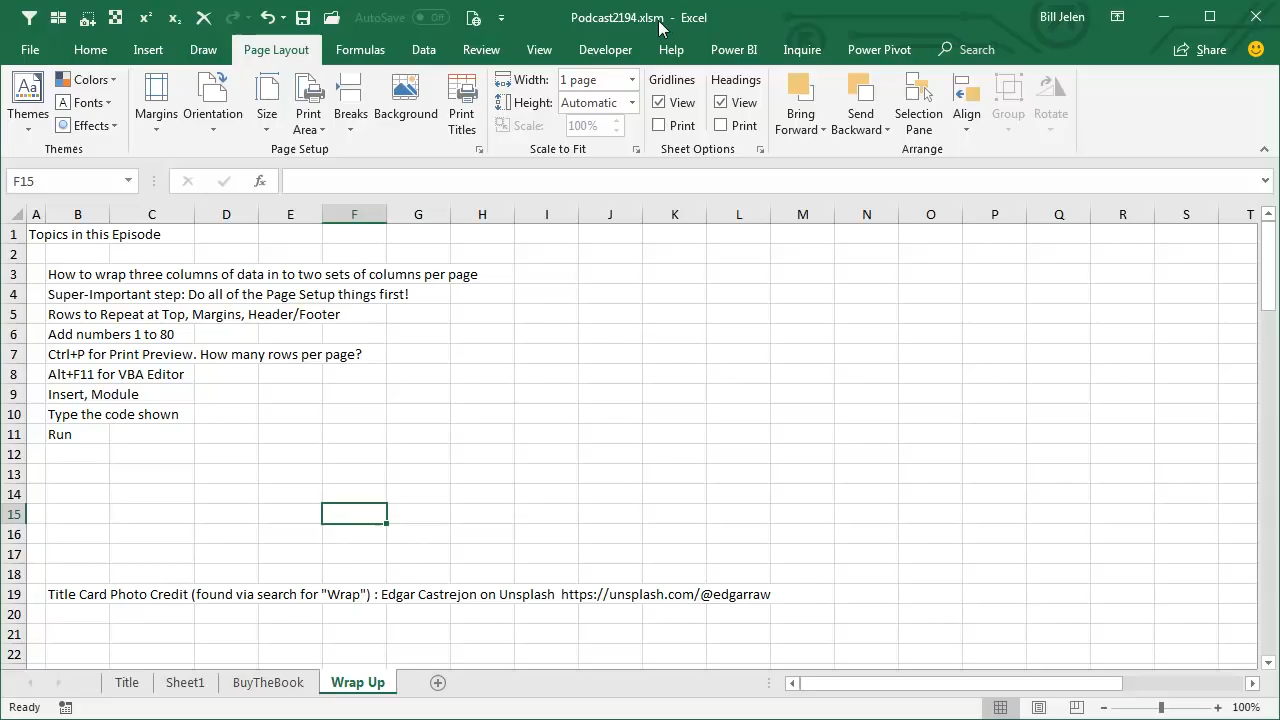 x² x₂ AutoSave Off Podcast2194.xlsm - Excel Bill Jelen
File Home Insert Draw Page Layout Formulas Data Review View Developer Help Power BI Inquire Power Pivot Search Share
Themes Colors Fonts Effects Margins Orientation Size Print Area Breaks Background Print Titles Width: 1 page Height: Automatic Scale: 100% Gridlines View Print Headings View Print Bring Forward Send Backward Selection Pane Align Group Rotate
Themes Page Setup Scale to Fit Sheet Options Arrange
F15 fx
A B C D E F G H I J K L M N O P Q R S T
1 Topics in this Episode
2
3 How to wrap three columns of data in to two sets of columns per page
4 Super-Important step: Do all of the Page Setup things first!
5 Rows to Repeat at Top, Margins, Header/Footer
6 Add numbers 1 to 80
7 Ctrl+P for Print Preview. How many rows per page?
8 Alt+F11 for VBA Editor
9 Insert, Module
10 Type the code shown
11 Run
12
13
14
15
16
17
18
19 Title Card Photo Credit (found via search for "Wrap") : Edgar Castrejon on Unsplash https://unsplash.com/@edgarraw
20
21
22
Title Sheet1 BuyTheBook Wrap Up
Ready 100%